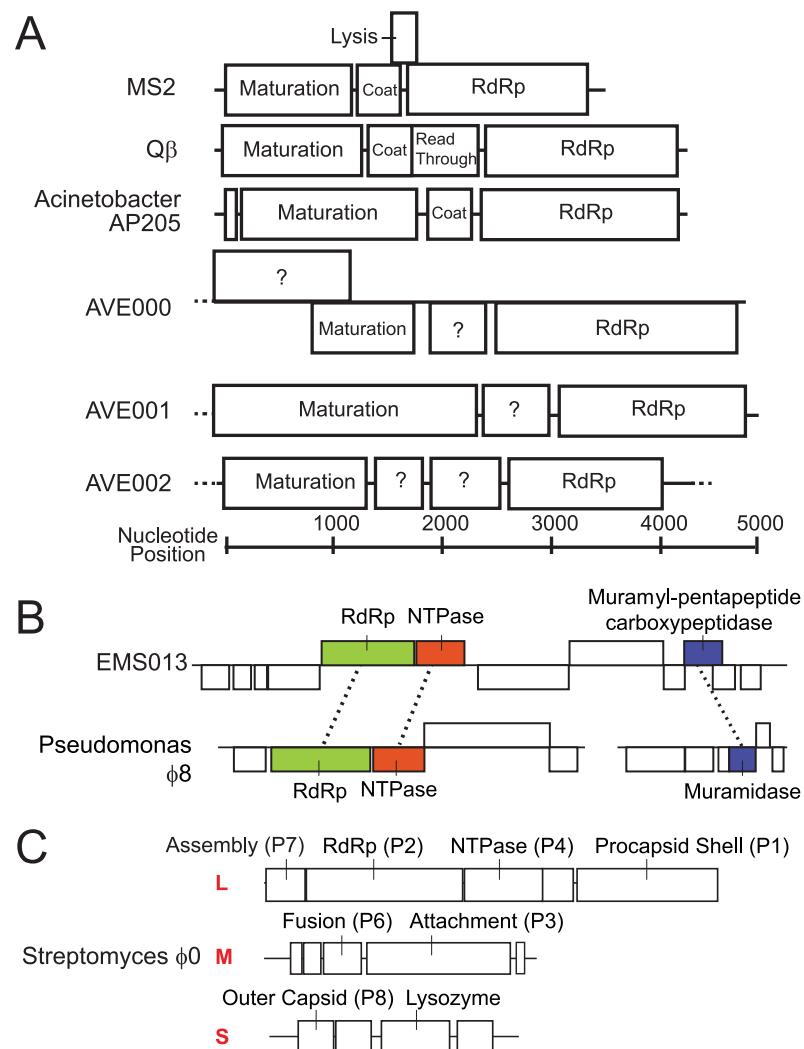 A
Lysis
MS2
Maturation
Coat
RdRp
Qβ
Maturation
Coat
Read
Through
RdRp
Acinetobacter
AP205
Maturation
Coat
RdRp
AVE000
?
Maturation
?
RdRp
AVE001
Maturation
?
RdRp
AVE002
Maturation
?
?
RdRp
Nucleotide
Position
1000
2000
3000
4000
5000
B
RdRp
NTPase
Muramyl-pentapeptide
carboxypeptidase
EMS013
Pseudomonas
ϕ8
RdRp
NTPase
Muramidase
C
Assembly (P7)
RdRp (P2)
NTPase (P4)
Procapsid Shell (P1)
L
Fusion (P6)
Attachment (P3)
Streptomyces ϕ0
M
Outer Capsid (P8)
Lysozyme
S